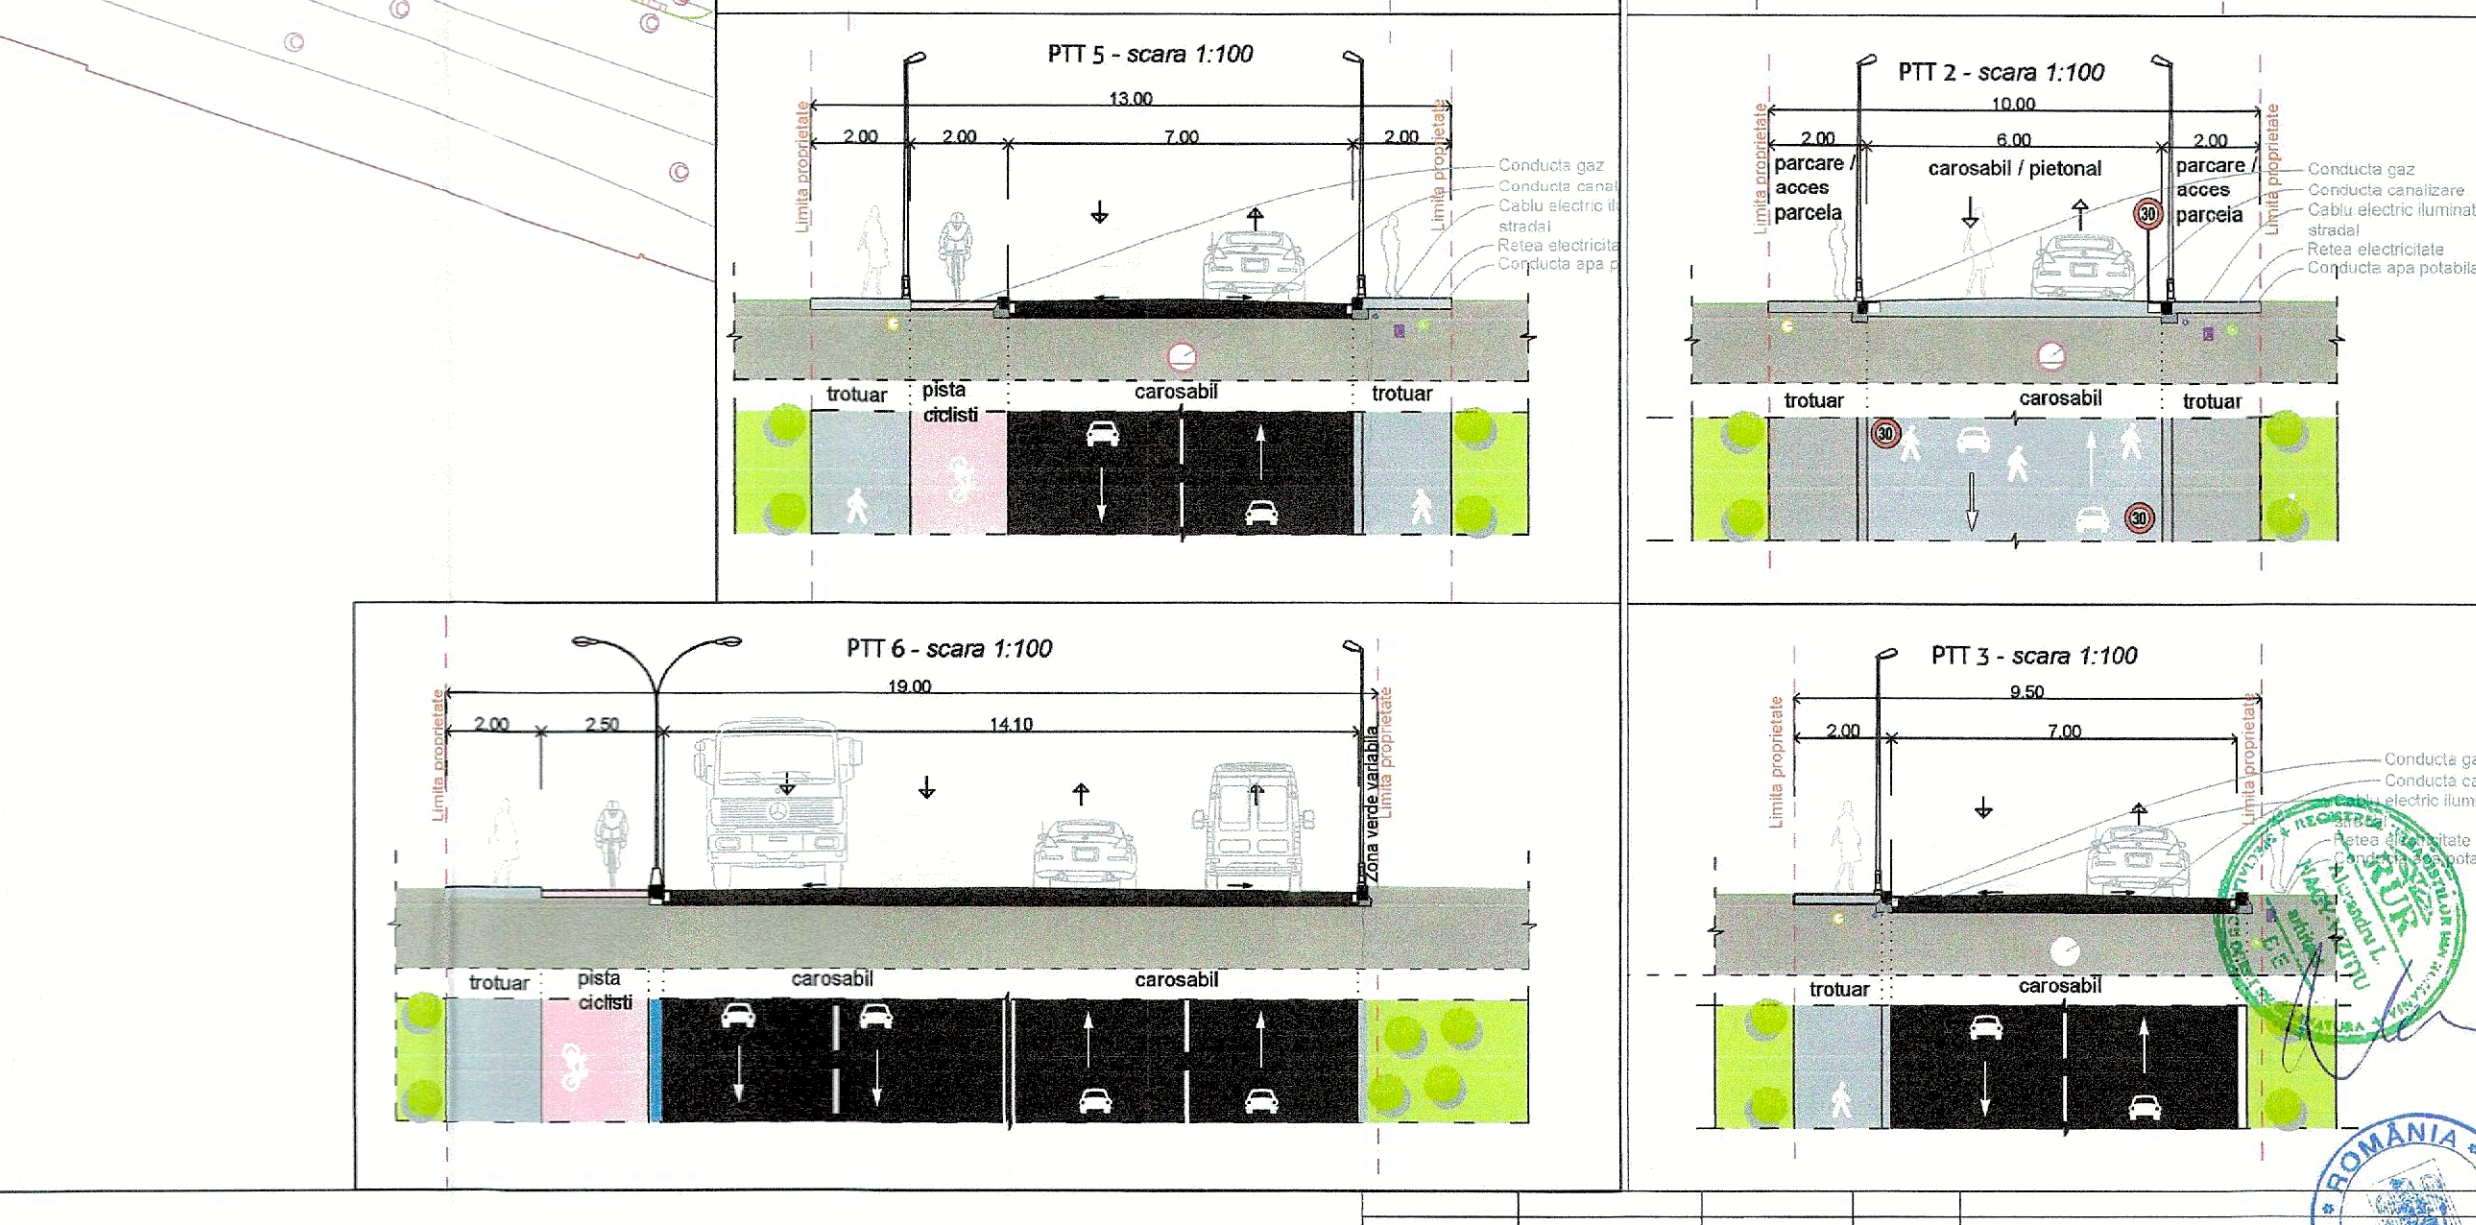 PTT 5 - scara 1:100
13.00
2.00 2.00 7.00 2.00
Limita proprietate
Limita proprietate
Conducta gaz
Conducta canal
Cablu electric il
stradal
Retea electricita
Conducta apa p
trotuar
pista
ciclisti
carosabil
trotuar
PTT 2 - scara 1:100
10.00
2.00 6.00 2.00
Limita proprietate
Limita proprietate
parcare /
acces
parcela
carosabil / pietonal
parcare /
acces
parcela
30
Conducta gaz
Conducta canalizare
Cablu electric iluminat
stradal
Retea electricitate
Conducta apa potabila
trotuar
carosabil
trotuar
30
30
PTT 6 - scara 1:100
19.00
2.00 2.50 14.10
Limita proprietate
Zona verde variabila
Limita proprietate
trotuar
pista
ciclisti
carosabil
carosabil
PTT 3 - scara 1:100
9.50
2.00 7.00
Limita proprietate
Limita proprietate
Conducta ga
Conducta ca
Cablu electric ilum
Retea electricitate
trotuar
carosabil
RUR
Alexandru I.
ROMÂNIA